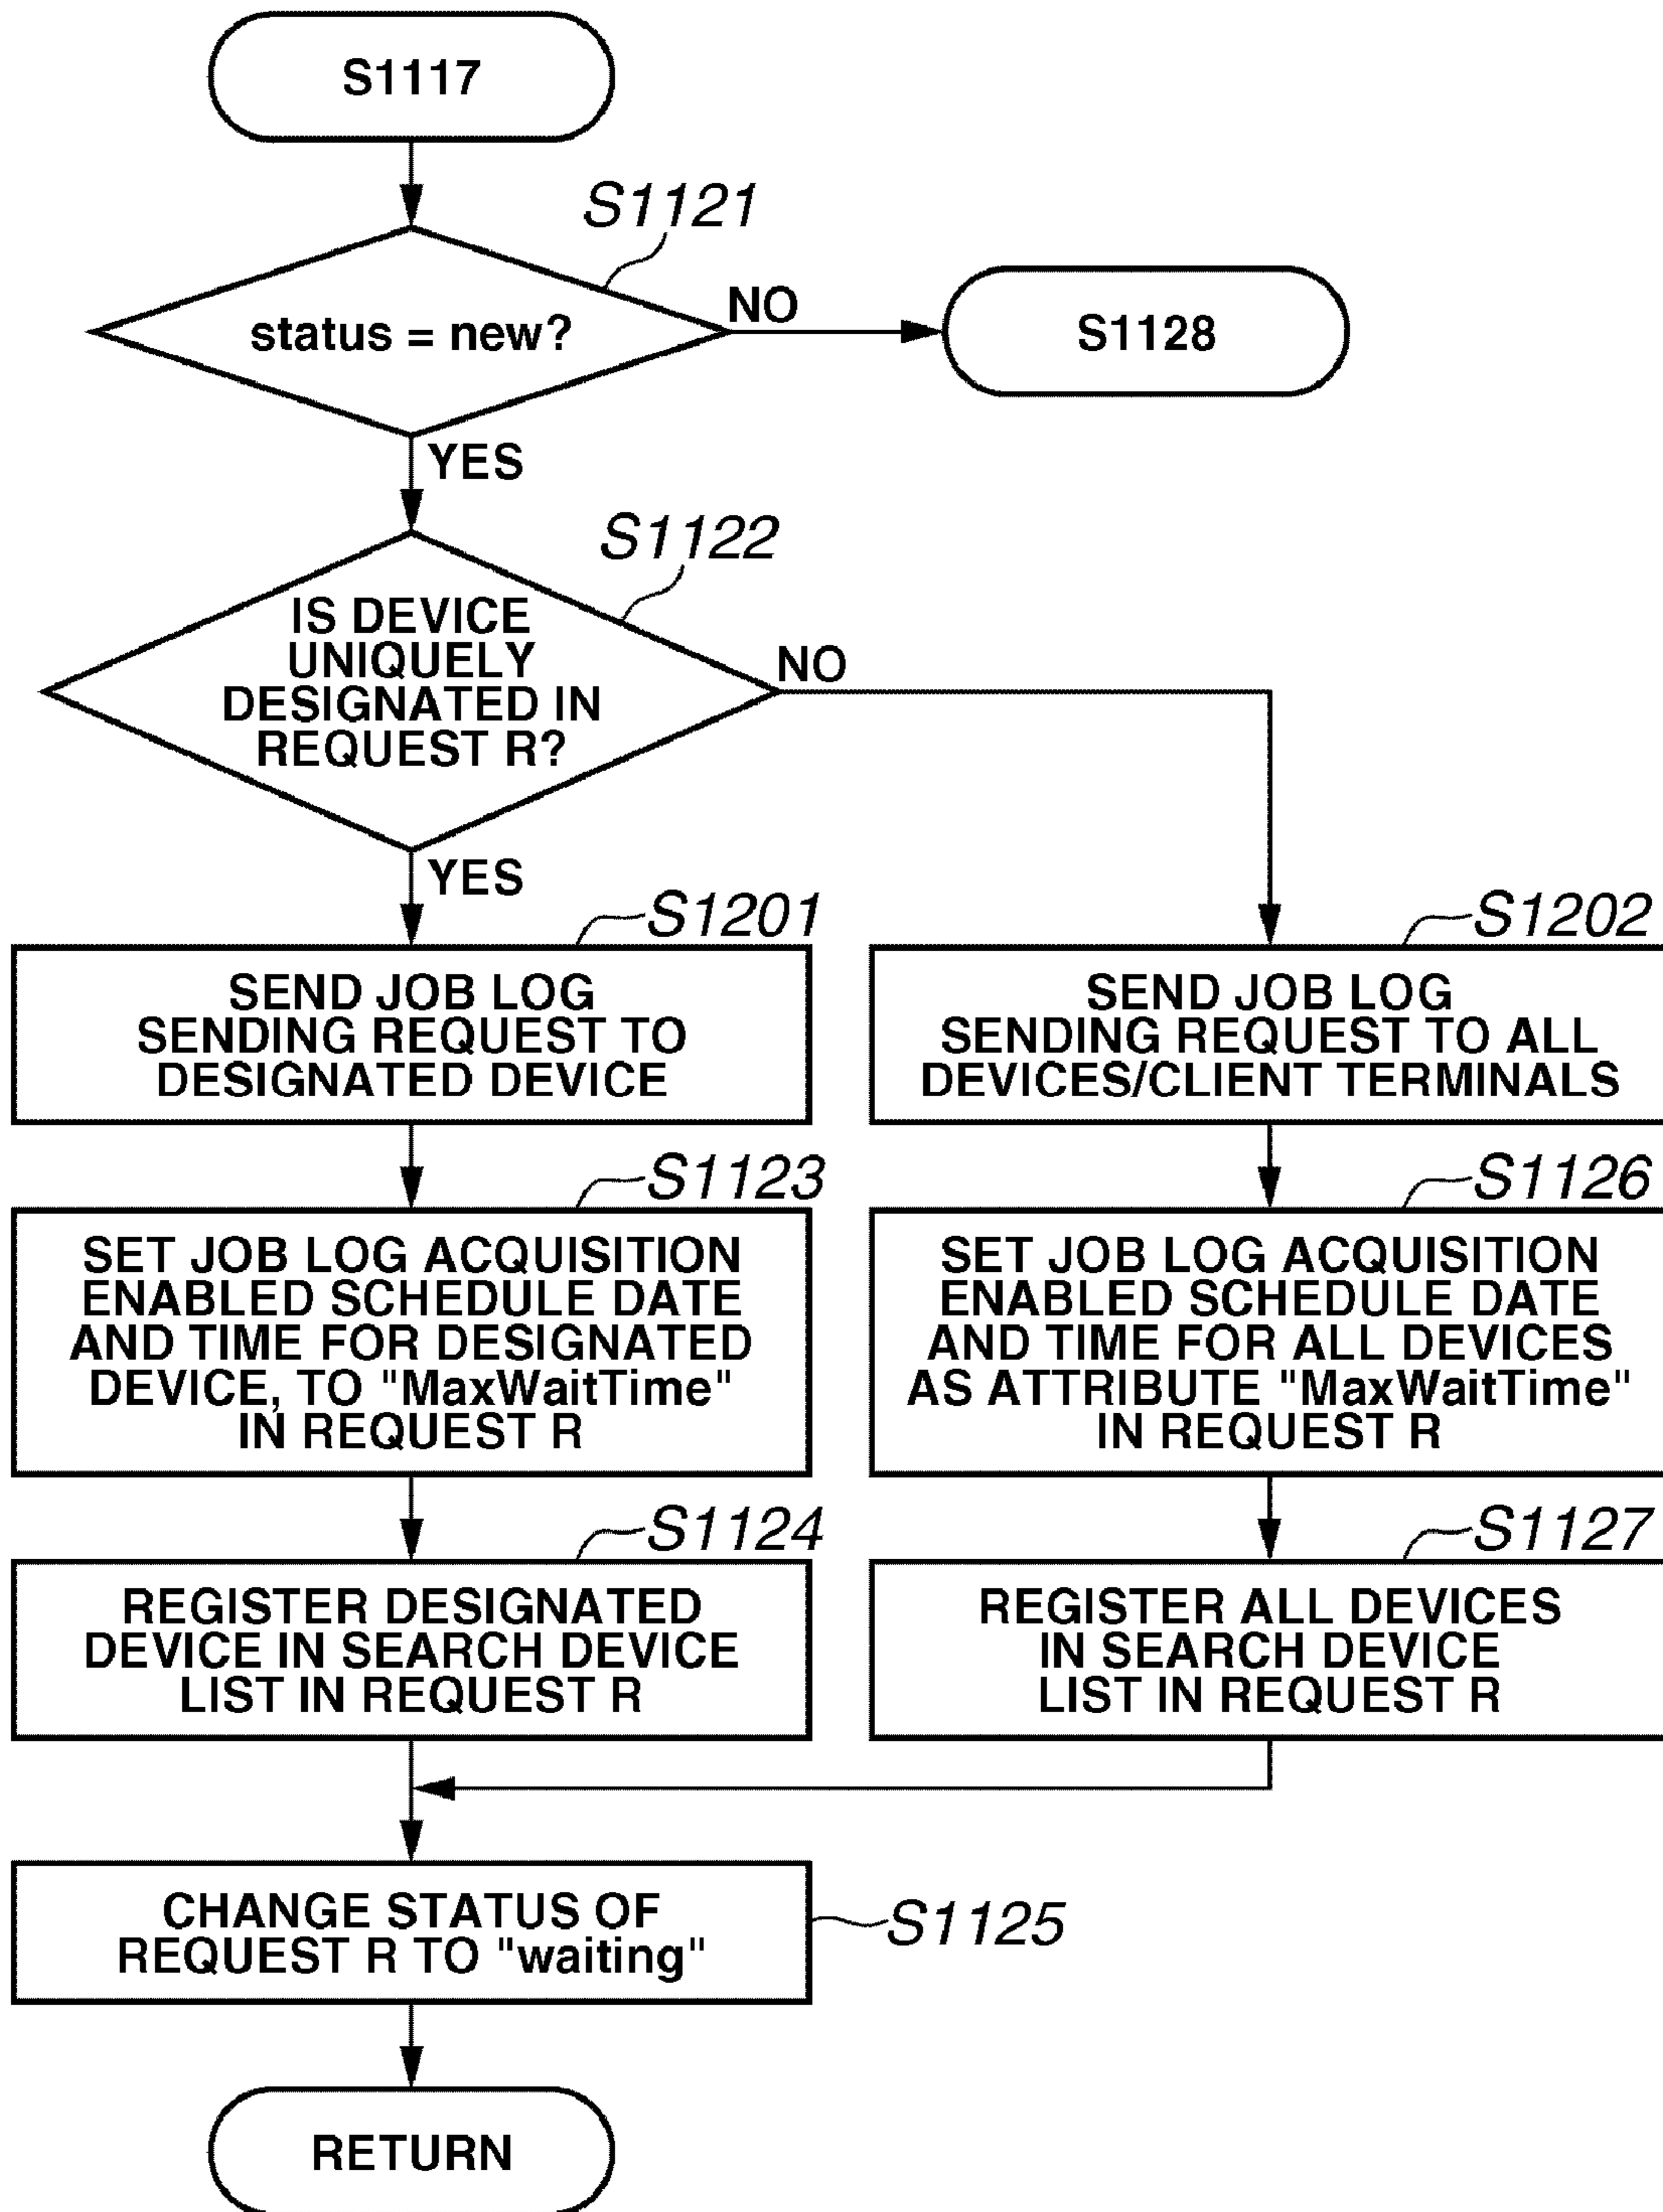 S1117
S1121
status = new?
NO
S1128
YES
S1122
IS DEVICE
UNIQUELY
DESIGNATED IN
REQUEST R?
NO
YES
S1201
SEND JOB LOG
SENDING REQUEST TO
DESIGNATED DEVICE
S1202
SEND JOB LOG
SENDING REQUEST TO ALL
DEVICES/CLIENT TERMINALS
S1123
SET JOB LOG ACQUISITION
ENABLED SCHEDULE DATE
AND TIME FOR DESIGNATED
DEVICE, TO "MaxWaitTime"
IN REQUEST R
S1126
SET JOB LOG ACQUISITION
ENABLED SCHEDULE DATE
AND TIME FOR ALL DEVICES
AS ATTRIBUTE "MaxWaitTime"
IN REQUEST R
S1124
REGISTER DESIGNATED
DEVICE IN SEARCH DEVICE
LIST IN REQUEST R
S1127
REGISTER ALL DEVICES
IN SEARCH DEVICE
LIST IN REQUEST R
CHANGE STATUS OF
REQUEST R TO "waiting"
S1125
RETURN